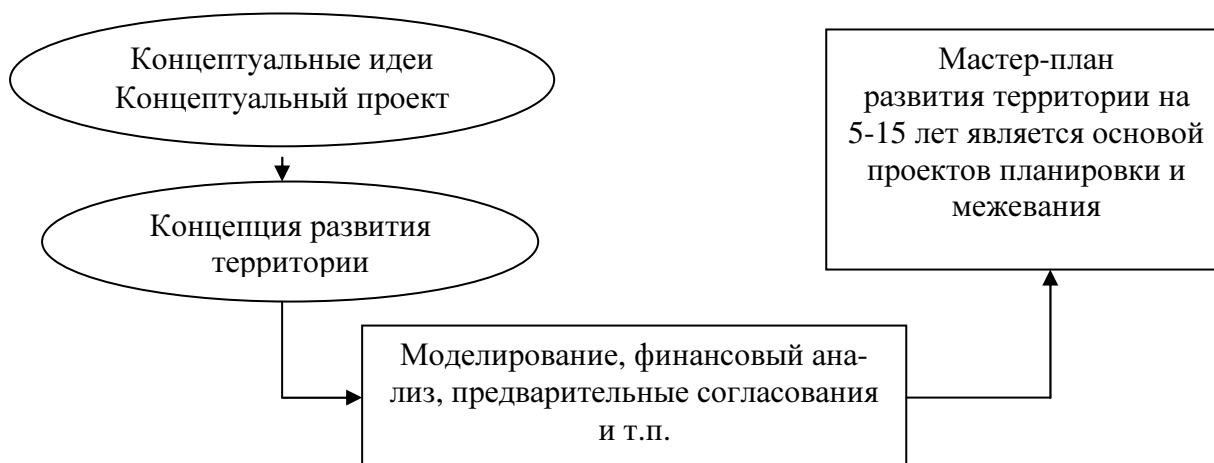 Концептуальные идеи
Концептуальный проект
Концепция развития
территории
Моделирование, финансовый ана-
лиз, предварительные согласования
и т.п.
Мастер-план
развития территории на
5-15 лет является основой
проектов планировки и
межевания